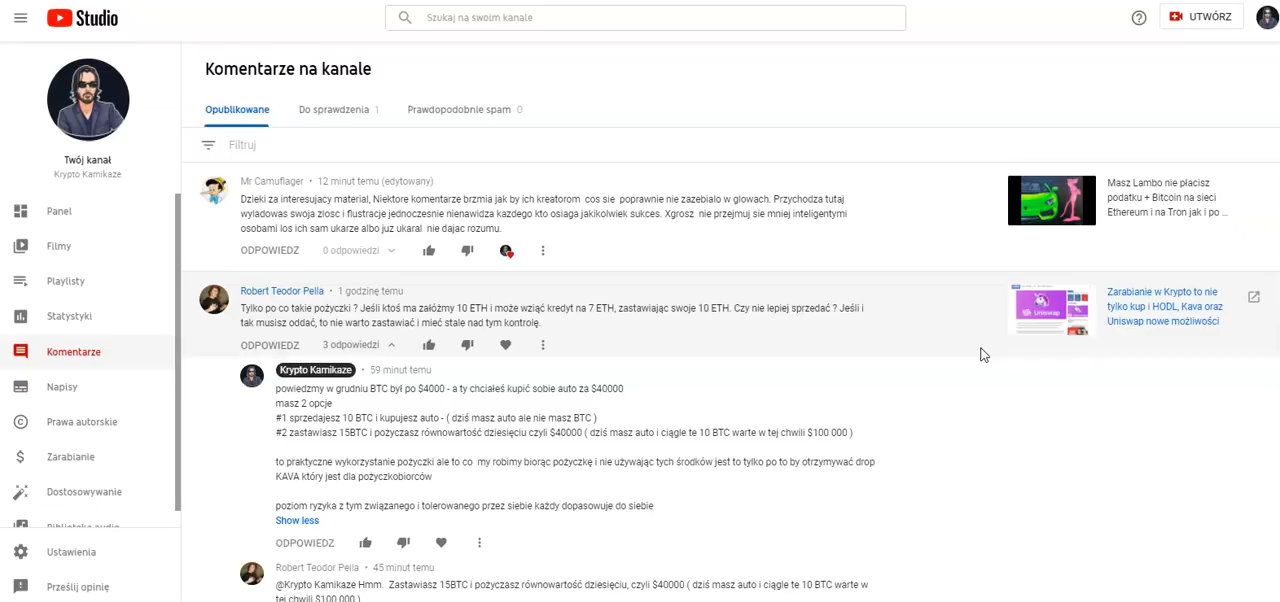 Studio
Szukaj na swoim kanale
UTWÓRZ
Twój kanał
Krypto Kamikaze
Panel
Filmy
Playlisty
Statystyki
Komentarze
Napisy
Prawa autorskie
Zarabianie
Dostosowywanie
Biblioteka audio
Ustawienia
Prześlij opinię
Komentarze na kanale
Opublikowane
Do sprawdzenia 1
Prawdopodobnie spam 0
Filtruj
Mr Camuflager • 12 minut temu (edytowany)
Dzieki za interesujacy material, Niektore komentarze brzmia jak by ich kreatorom cos sie poprawnie nie zazebialo w glowach. Przychodza tutaj
wyladowas swoja zlosc i flustracje jednoczesnie nienawidza kazdego kto osiaga jakikolwiek sukces. Xgrosz nie przejmuj sie mniej inteligentymi
osobami los ich sam ukarze albo juz ukaral nie dajac rozumu.
ODPOWIEDZ 0 odpowiedzi
Masz Lambo nie płacisz
podatku + Bitcoin na sieci
Ethereum i na Tron jak i po ...
Robert Teodor Pella • 1 godzinę temu
Tylko po co takie pożyczki ? Jeśli ktoś ma załóżmy 10 ETH i może wziąć kredyt na 7 ETH, zastawiając swoje 10 ETH. Czy nie lepiej sprzedać ? Jeśli i
tak musisz oddać, to nie warto zastawiać i mieć stale nad tym kontrolę.
ODPOWIEDZ 3 odpowiedzi
Uniswap
Zarabianie w Krypto to nie
tylko kup i HODL, Kava oraz
Uniswap nowe możliwości
Krypto Kamikaze • 59 minut temu
powiedzmy w grudniu BTC był po $4000 - a ty chciałeś kupić sobie auto za $40000
masz 2 opcje
#1 sprzedajesz 10 BTC i kupujesz auto - ( dziś masz auto ale nie masz BTC )
#2 zastawiasz 15BTC i pożyczasz równowartość dziesięciu czyli $40000 ( dziś masz auto i ciągle te 10 BTC warte w tej chwili $100 000 )
to praktyczne wykorzystanie pożyczki ale to co my robimy biorąc pożyczkę i nie używając tych środków jest to tylko po to by otrzymywać drop
KAVA który jest dla pożyczkobiorców
poziom ryzyka z tym związanego i tolerowanego przez siebie każdy dopasowuje do siebie
Show less
ODPOWIEDZ
Robert Teodor Pella • 45 minut temu
@Krypto Kamikaze Hmm. Zastawiasz 15BTC i pożyczasz równowartość dziesięciu, czyli $40000 ( dziś masz auto i ciągle te 10 BTC warte w
tej chwili $100 000 )